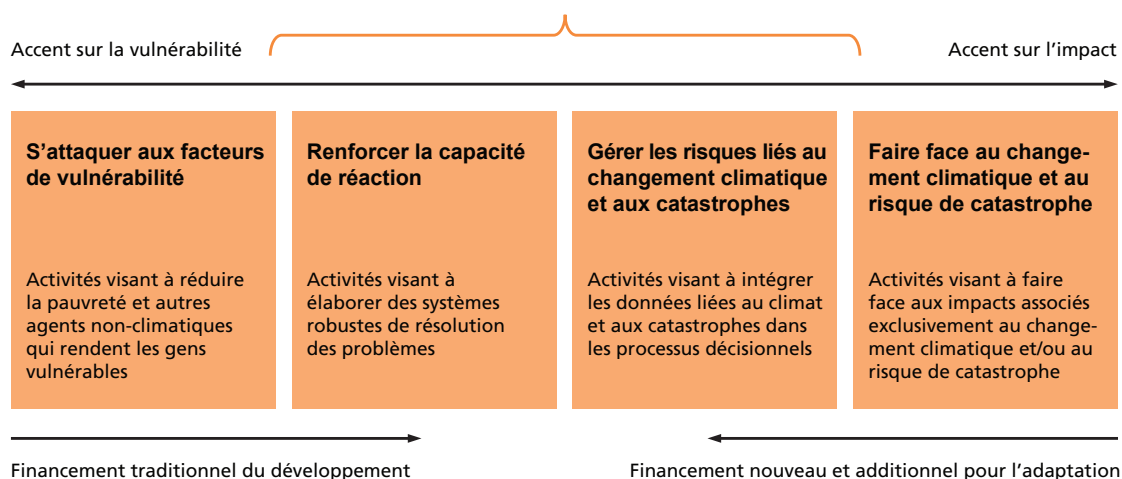 Accent sur la vulnérabilité
Accent sur l’impact
S’attaquer aux facteurs
de vulnérabilité
Activités visant à réduire
la pauvreté et autres
agents non-climatiques
qui rendent les gens
vulnérables
Renforcer la capacité
de réaction
Activités visant à
élaborer des systèmes
robustes de résolution
des problèmes
Gérer les risques liés au
changement climatique
et aux catastrophes
Activités visant à intégrer
les données liées au climat
et aux catastrophes dans
les processus décisionnels
Faire face au change-
ment climatique et au
risque de catastrophe
Activités visant à faire
face aux impacts associés
exclusivement au change-
ment climatique et/ou au
risque de catastrophe
Financement traditionnel du développement
Financement nouveau et additionnel pour l’adaptation